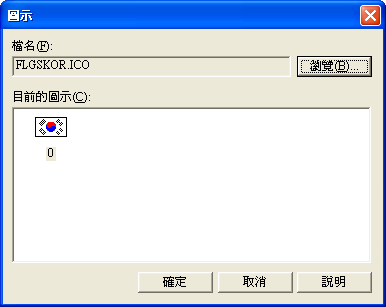 圖示
檔名(F):
FLGSKOR.ICO
瀏覽(B)...
目前的圖示(C):
0
確定
取消
說明